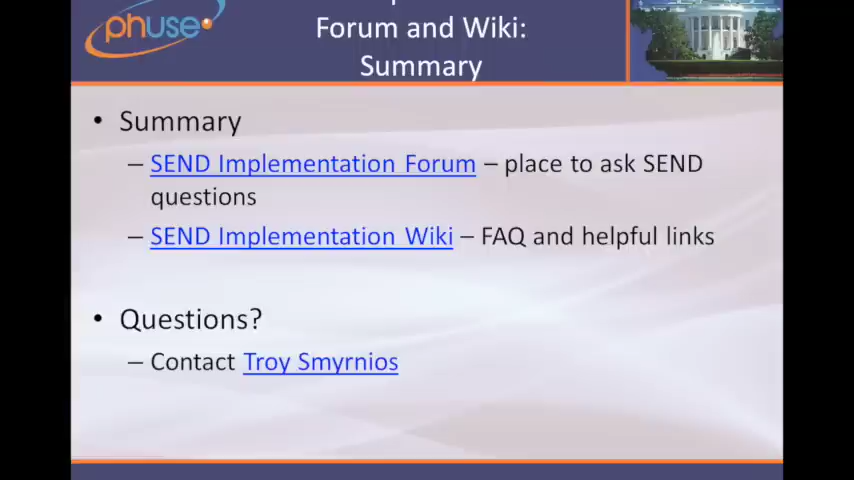 phuse
Forum and Wiki:
Summary
• Summary
– SEND Implementation Forum – place to ask SEND
questions
– SEND Implementation Wiki – FAQ and helpful links
• Questions?
– Contact Troy Smyrnios